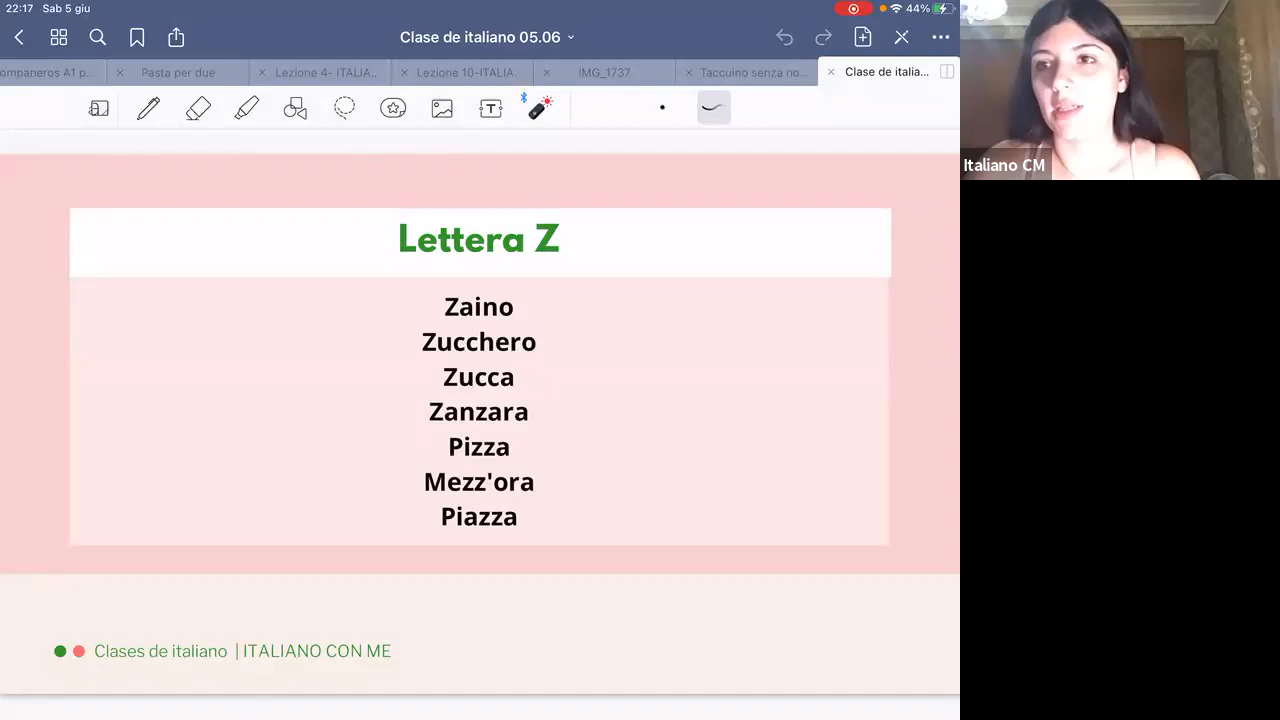 22:17 Sab 5 giu
44%
Clase de italiano 05.06
ompaneros A1 p...
Pasta per due
Lezione 4- ITALIA...
Lezione 10-ITALIA
IMG_1737
Taccuino senza no...
Clase de italia...
T
Italiano CM
Lettera Z
Zaino
Zucchero
Zucca
Zanzara
Pizza
Mezz'ora
Piazza
Clases de italiano | ITALIANO CON ME